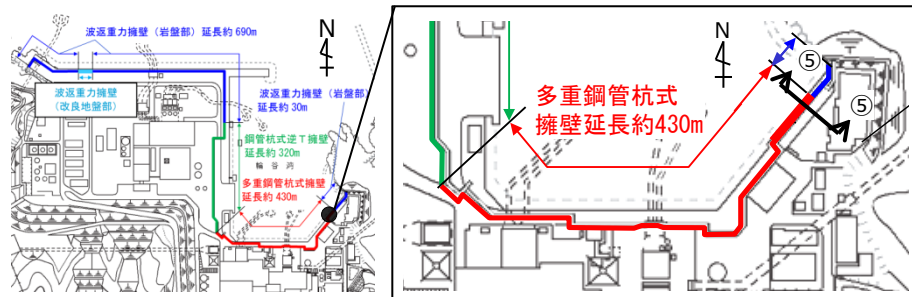 波返重力擁壁（岩盤部）延長約690m
N
波返重力擁壁
（改良地盤部）
波返重力擁壁（岩盤部）
延長約30m
鋼管杭式逆T擁壁
延長約320m
輪谷湾
多重鋼管杭式擁壁
延長約430m
N
⑤
⑤
多重鋼管杭式
擁壁延長約430m